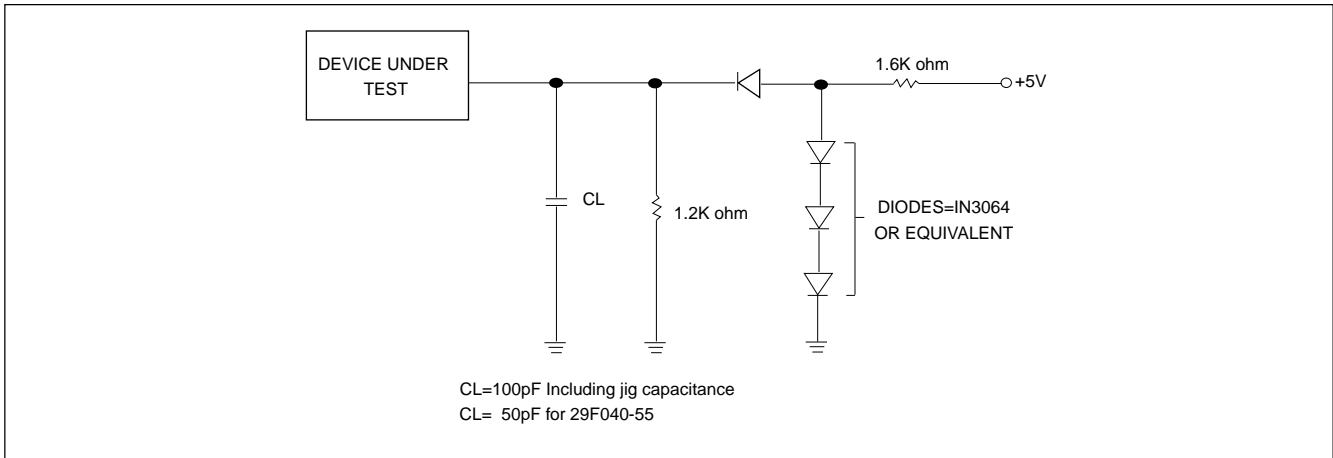 DEVICE UNDER
TEST
1.6K ohm
+5V
CL
1.2K ohm
DIODES=IN3064
OR EQUIVALENT
CL=100pF Including jig capacitance
CL= 50pF for 29F040-55